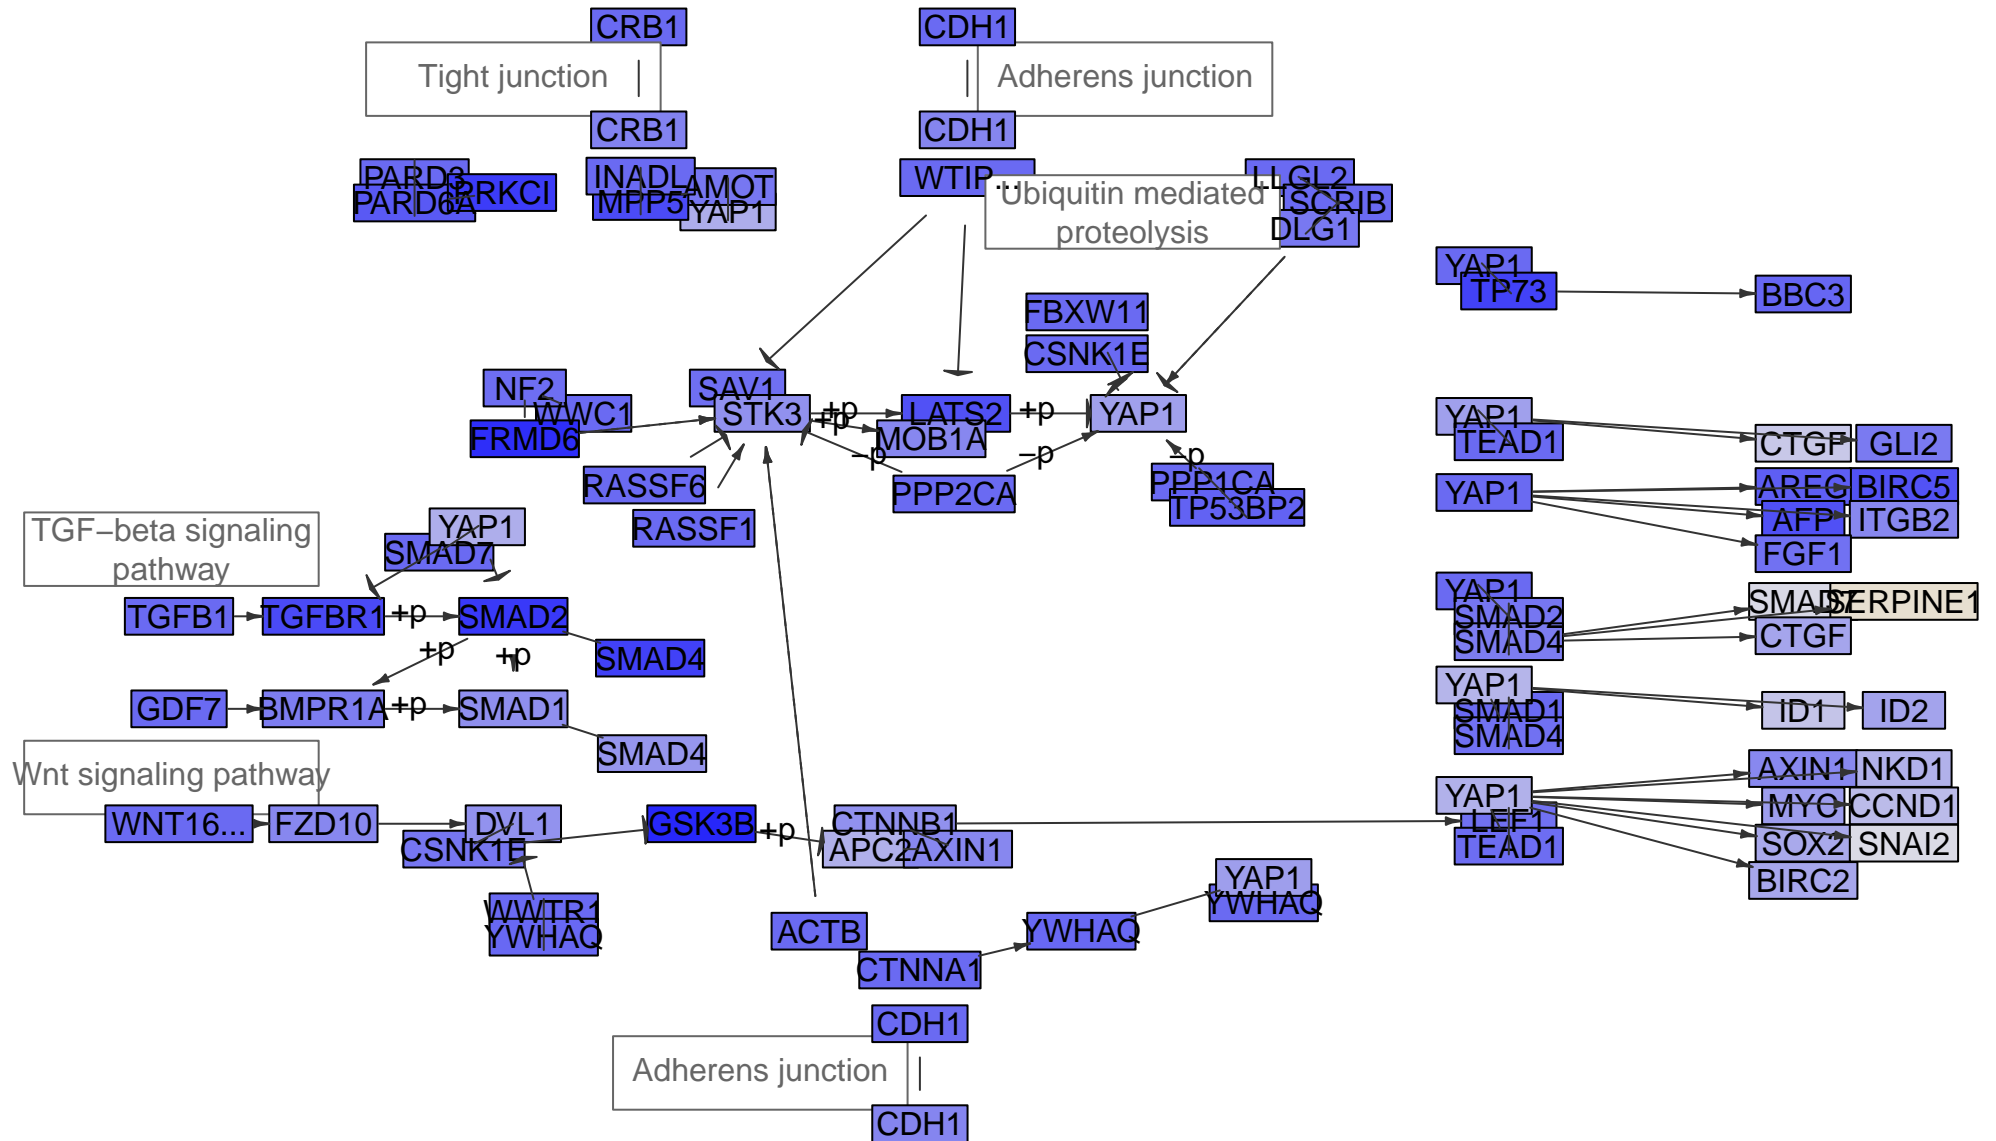 CRB1
CDH1
Tight junction
Adherens junction
CRB1
CDH1
PARD3
PRKCI
PARD6A
INADL
AMOT
MPP5
YAP1
WTIP...
LLGL2
Ubiquitin mediated
proteolysis
SCRIB
DLG1
YAP1
TP73
BBC3
FBXW11
CSNK1E
NF2
WWC1
FRMD6
SAV1
STK3
+p
+p
LATS2
MOB1A
+p
YAP1
−p
−p
−p
RASSF6
RASSF1
PPP2CA
PPP1CA
TP53BP2
YAP1
TEAD1
CTGF
GLI2
YAP1
AREG
BIRC5
AFP
ITGB2
FGF1
TGF−beta signaling
pathway
YAP1
SMAD7
TGFB1
TGFBR1
+p
SMAD2
+p
+p
SMAD4
YAP1
SMAD2
SMAD4
SMAD7
SERPINE1
CTGF
GDF7
BMPR1A
+p
SMAD1
SMAD4
YAP1
SMAD1
SMAD4
ID1
ID2
Wnt signaling pathway
WNT16...
FZD10
DVL1
CSNK1E
GSK3B
+p
CTNNB1
APC2
AXIN1
YAP1
LEF1
TEAD1
AXIN1
NKD1
MYC
CCND1
SOX2
SNAI2
BIRC2
WWTR1
YWHAQ
ACTB
CTNNA1
YWHAQ
YAP1
YWHAQ
CDH1
Adherens junction
CDH1